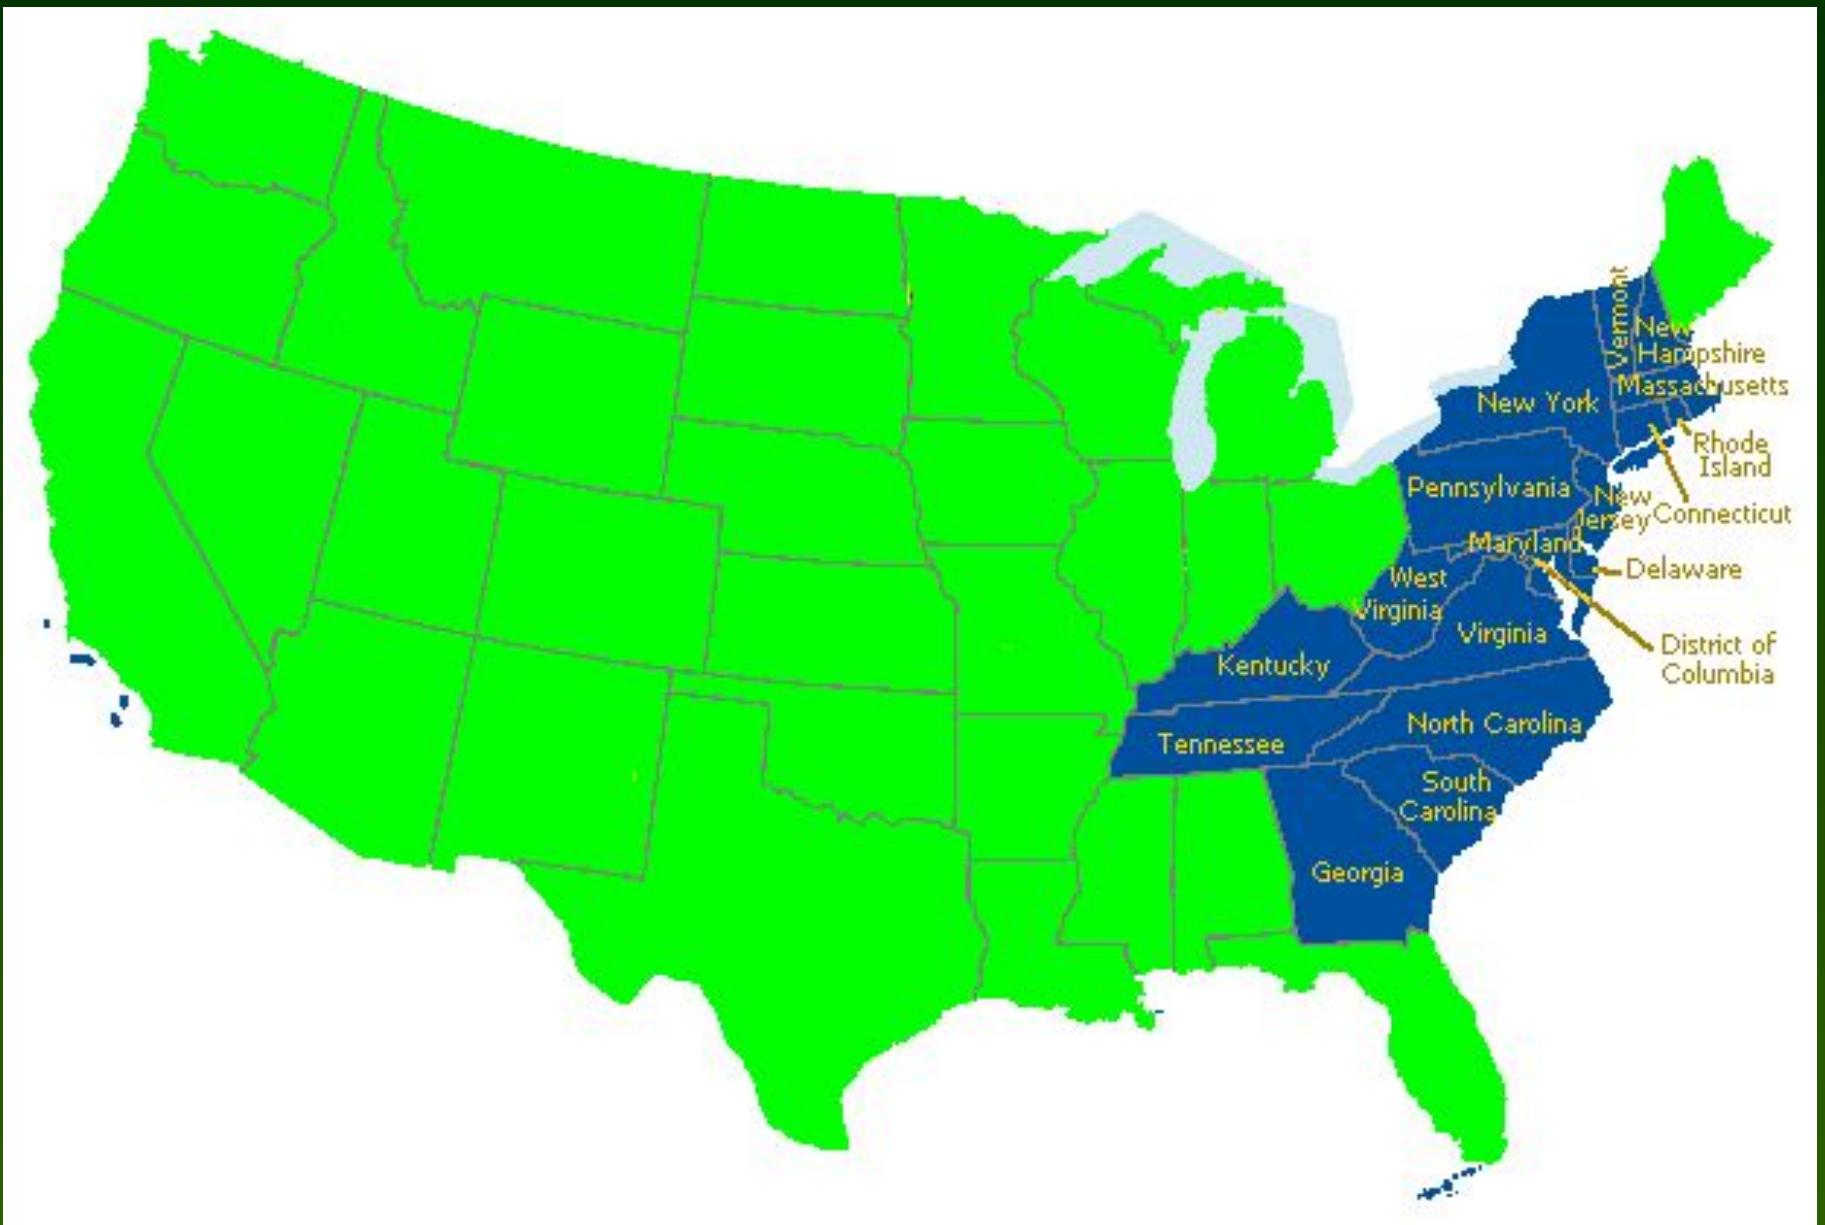 Vermont
New
Hampshire
Massachusetts
New York
Rhode
Island
Pennsylvania
New
Jersey
Connecticut
Maryland
Delaware
West
Virginia
Virginia
District of
Columbia
Kentucky
North Carolina
Tennessee
South
Carolina
Georgia